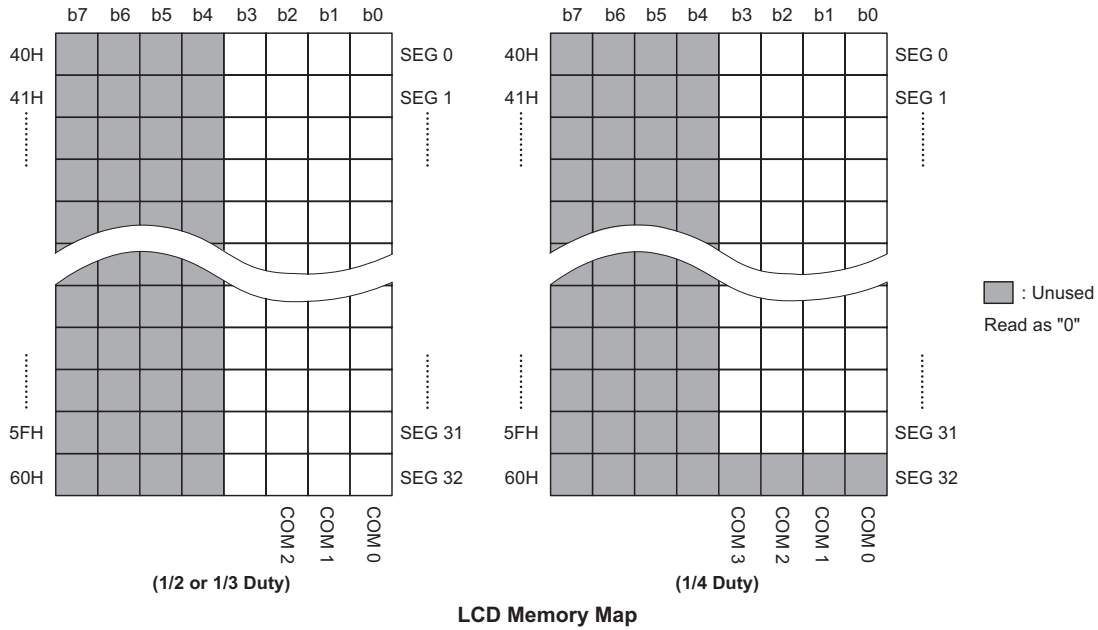 b7 b6 b5 b4 b3 b2 b1 b0
40H SEG 0
41H SEG 1
5FH SEG 31
60H SEG 32
COM 2 COM 1 COM 0
(1/2 or 1/3 Duty)
b7 b6 b5 b4 b3 b2 b1 b0
40H SEG 0
41H SEG 1
5FH SEG 31
60H SEG 32
COM 3 COM 2 COM 1 COM 0
(1/4 Duty)
: Unused
Read as "0"
LCD Memory Map